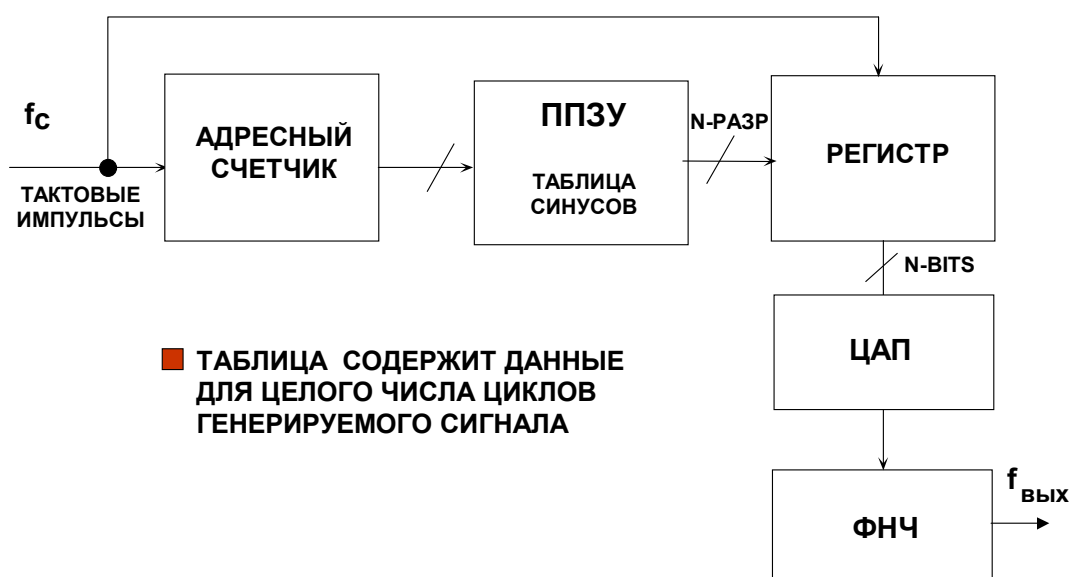 fc
ТАКТОВЫЕ
ИМПУЛЬСЫ
АДРЕСНЫЙ
СЧЕТЧИК
ППЗУ
ТАБЛИЦА
СИНУСОВ
N-РАЗР
РЕГИСТР
N-BITS
ЦАП
ТАБЛИЦА СОДЕРЖИТ ДАННЫЕ
ДЛЯ ЦЕЛОГО ЧИСЛА ЦИКЛОВ
ГЕНЕРИРУЕМОГО СИГНАЛА
ФНЧ
f вых